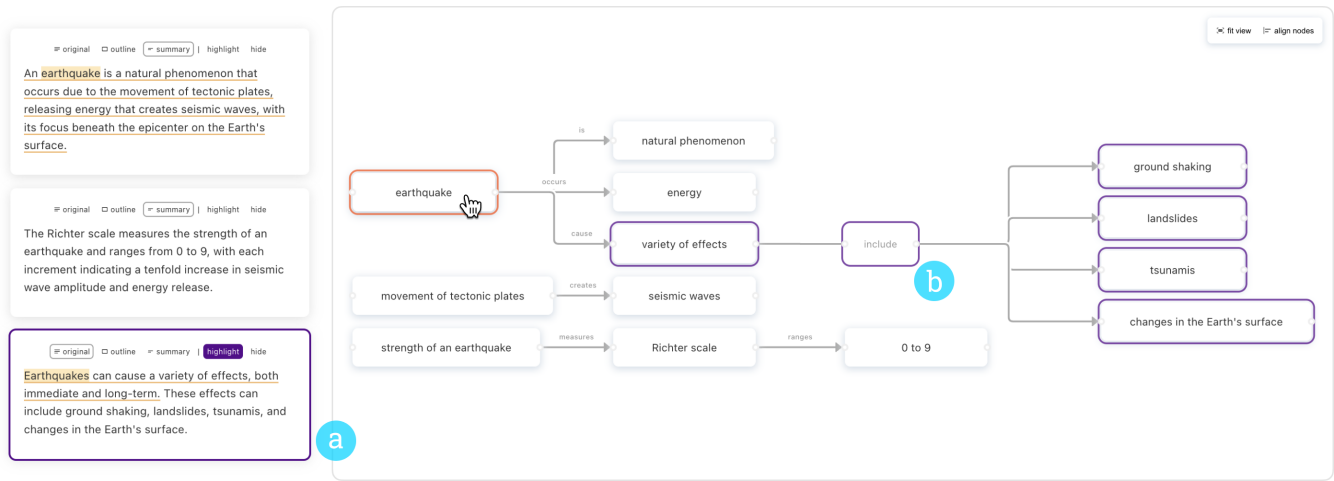 original outline summary | highlight hide
An earthquake is a natural phenomenon that
occurs due to the movement of tectonic plates,
releasing energy that creates seismic waves, with
its focus beneath the epicenter on the Earth's
surface.
original outline summary | highlight hide
The Richter scale measures the strength of an
earthquake and ranges from 0 to 9, with each
increment indicating a tenfold increase in seismic
wave amplitude and energy release.
original outline summary | highlight hide
Earthquakes can cause a variety of effects, both
immediate and long-term. These effects can
include ground shaking, landslides, tsunamis, and
changes in the Earth's surface.
a
fit view align nodes
is
natural phenomenon
earthquake
occurs
energy
cause
variety of effects
include
b
ground shaking
landslides
tsunamis
changes in the Earth's surface
movement of tectonic plates
creates
seismic waves
strength of an earthquake
measures
Richter scale
ranges
0 to 9